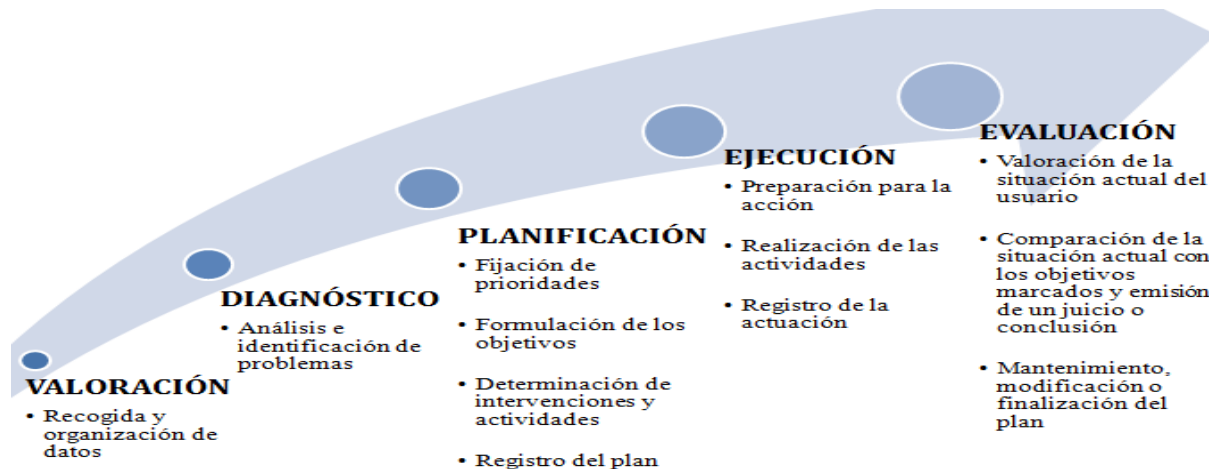 VALORACIÓN
• Recogida y
organización de
datos
DIAGNÓSTICO
• Análisis e
identificación de
problemas
PLANIFICACIÓN
• Fijación de
prioridades
• Formulación de los
objetivos
• Determinación de
intervenciones y
actividades
• Registro del plan
EJECUCIÓN
• Preparación para la
acción
• Realización de las
actividades
• Registro de la
actuación
EVALUACIÓN
• Valoración de la
situación actual del
usuario
• Comparación de la
situación actual con
los objetivos
marcados y emisión
de un juicio o
conclusión
• Mantenimiento,
modificación o
finalización del
plan